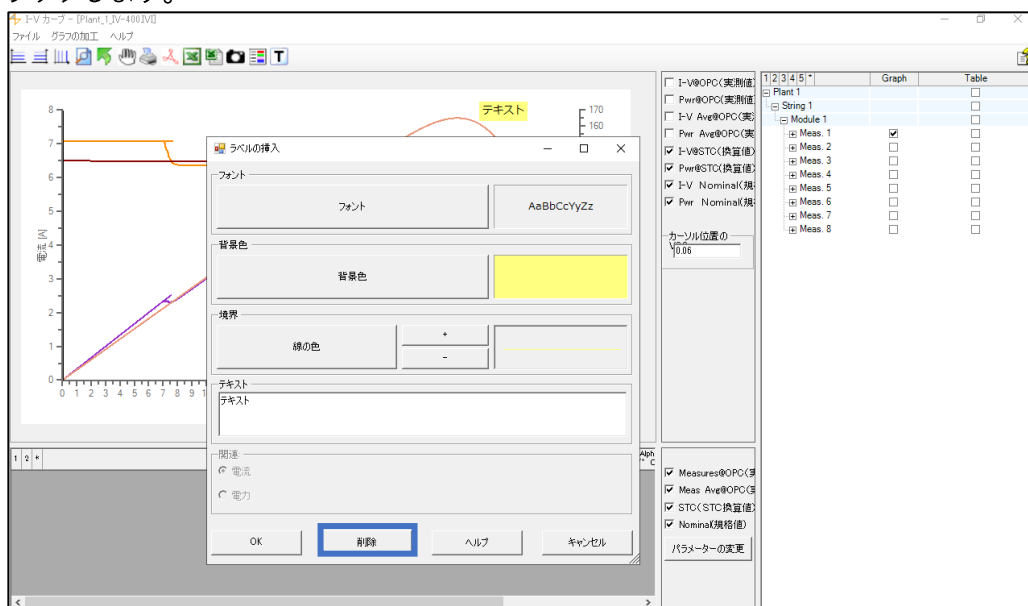 クリックします。
I-V カーブ - [Plant_1_IV-400.IVI]
ファイル グラフの加工 ヘルプ
8
7
6
5
4
3
2
1
0
電流 [A]
0 1 2 3 4 5 6 7 8 9 1
テキスト
170
160
ラベルの挿入
フォント
フォント
AaBbCcYyZz
背景色
背景色
境界
線の色
+
-
テキスト
テキスト
関連
電流
電力
OK
削除
ヘルプ
キャンセル
I-V@OPC(実測値)
Pwr@OPC(実測値
I-V Avg@OPC(実
Pwr Avg@OPC(実
I-V@STC(換算値)
Pwr@STC(換算値)
I-V Nominal(規
Pwr Nominal(規
カーソル位置の
0.06
1 2 3 4 5 * Graph Table
Plant 1
String 1
Module 1
Meas. 1
Meas. 2
Meas. 3
Meas. 4
Meas. 5
Meas. 6
Meas. 7
Meas. 8
1 2 *
Alph
Measures@OPC(実
Meas Avg@OPC(実
STC(STC換算値)
Nominal(規格値)
パラメーターの変更